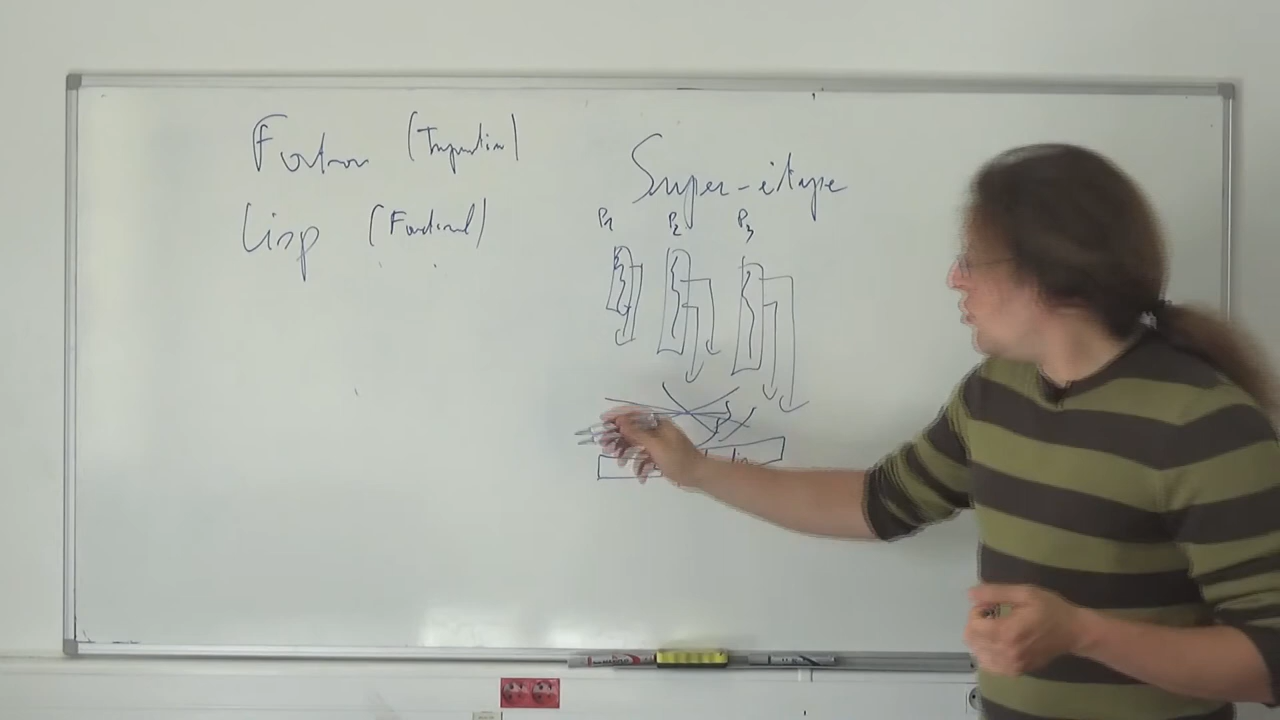 Fortran (Impératif)
Lisp (Fonctionnel)
Super-étape
P1 P2 P3